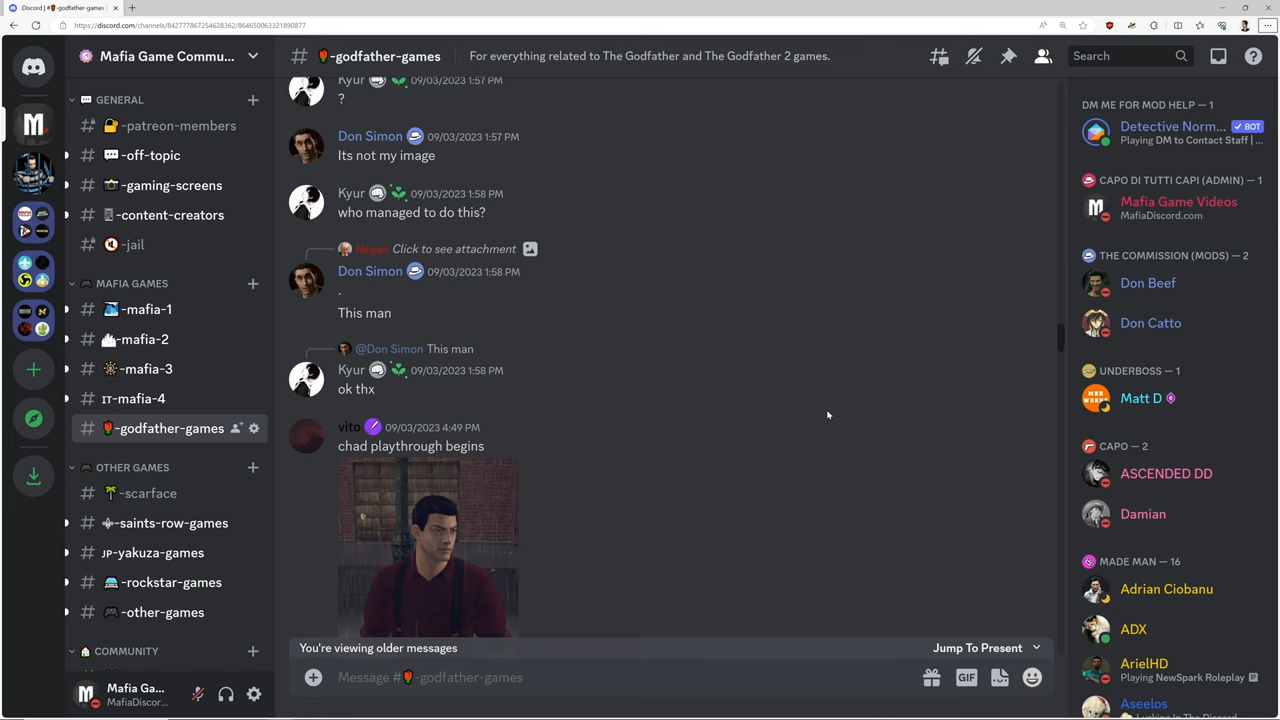 Discord | #🌹-godfather-games |
https://discord.com/channels/842777867254628362/864650063321890877
Mafia Game Commu...
GENERAL
-patreon-members
-off-topic
-gaming-screens
-content-creators
-jail
MAFIA GAMES
-mafia-1
-mafia-2
-mafia-3
IT-mafia-4
-godfather-games
OTHER GAMES
-scarface
-saints-row-games
JP-yakuza-games
-rockstar-games
-other-games
COMMUNITY
Mafia Ga...
MafiaDiscor...
-godfather-games
For everything related to The Godfather and The Godfather 2 games.
Search
Kyur 09/03/2023 1:57 PM
?
Don Simon 09/03/2023 1:57 PM
Its not my image
Kyur 09/03/2023 1:58 PM
who managed to do this?
Negan Click to see attachment
Don Simon 09/03/2023 1:58 PM
.
This man
@Don Simon This man
Kyur 09/03/2023 1:58 PM
ok thx
vito 09/03/2023 4:49 PM
chad playthrough begins
You're viewing older messages
Jump To Present
Message #🌹-godfather-games
GIF
DM ME FOR MOD HELP — 1
Detective Norm... ✓ BOT
Playing DM to Contact Staff | ...
CAPO DI TUTTI CAPI (ADMIN) — 1
Mafia Game Videos
MafiaDiscord.com
THE COMMISSION (MODS) — 2
Don Beef
Don Catto
UNDERBOSS — 1
Matt D
CAPO — 2
ASCENDED DD
Damian
MADE MAN — 16
Adrian Ciobanu
ADX
ArielHD
Playing NewSpark Roleplay
Aseelos